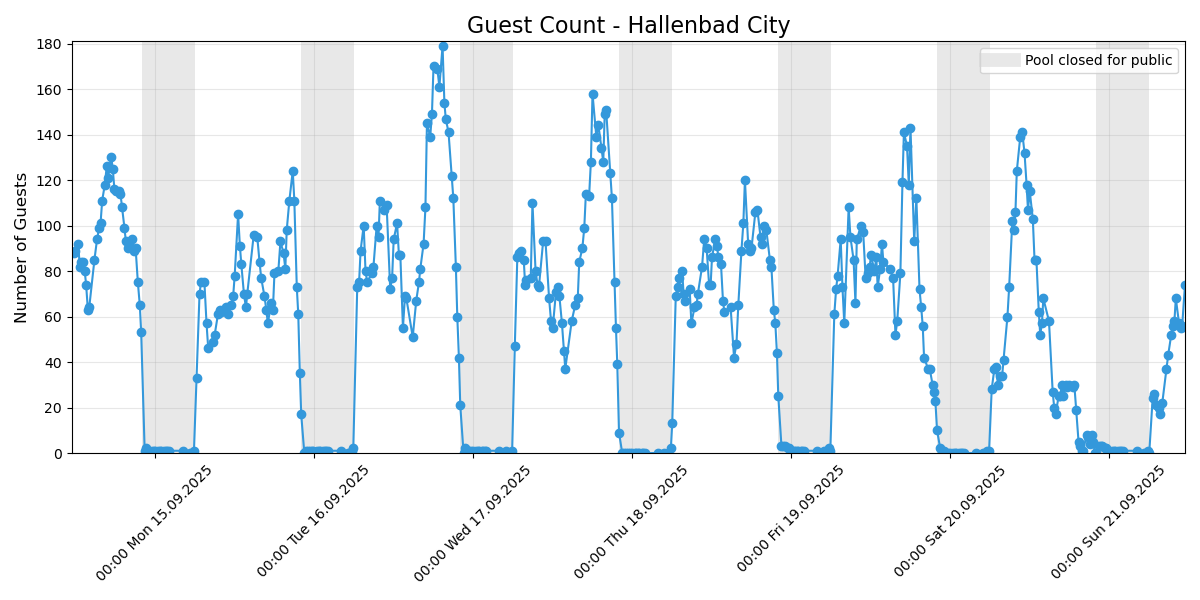 Guest Count - Hallenbad City
Pool closed for public
Number of Guests
180
160
140
120
100
80
60
40
20
0
00:00 Mon 15.09.2025
00:00 Tue 16.09.2025
00:00 Wed 17.09.2025
00:00 Thu 18.09.2025
00:00 Fri 19.09.2025
00:00 Sat 20.09.2025
00:00 Sun 21.09.2025